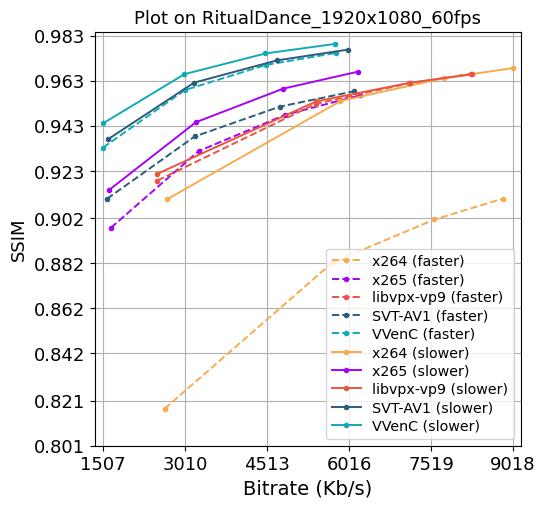 Plot on RitualDance_1920x1080_60fps
0.983
0.963
0.943
0.923
0.902
0.882
0.862
0.842
0.821
0.801
SSIM
x264 (faster)
x265 (faster)
libvpx-vp9 (faster)
SVT-AV1 (faster)
VVenC (faster)
x264 (slower)
x265 (slower)
libvpx-vp9 (slower)
SVT-AV1 (slower)
VVenC (slower)
1507 3010 4513 6016 7519 9018
Bitrate (Kb/s)